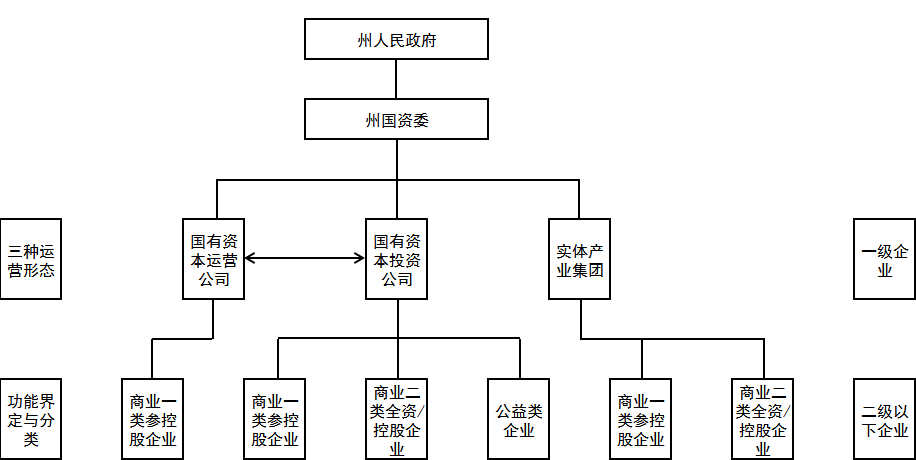 州人民政府
州国资委
三种运
营形态
国有资
本运营
公司
国有资
本投资
公司
实体产
业集团
一级企
业
功能界
定与分
类
商业一
类参控
股企业
商业一
类参控
股企业
商业二
类全资/
控股企
业
公益类
企业
商业一
类参控
股企业
商业二
类全资/
控股企
业
二级以
下企业